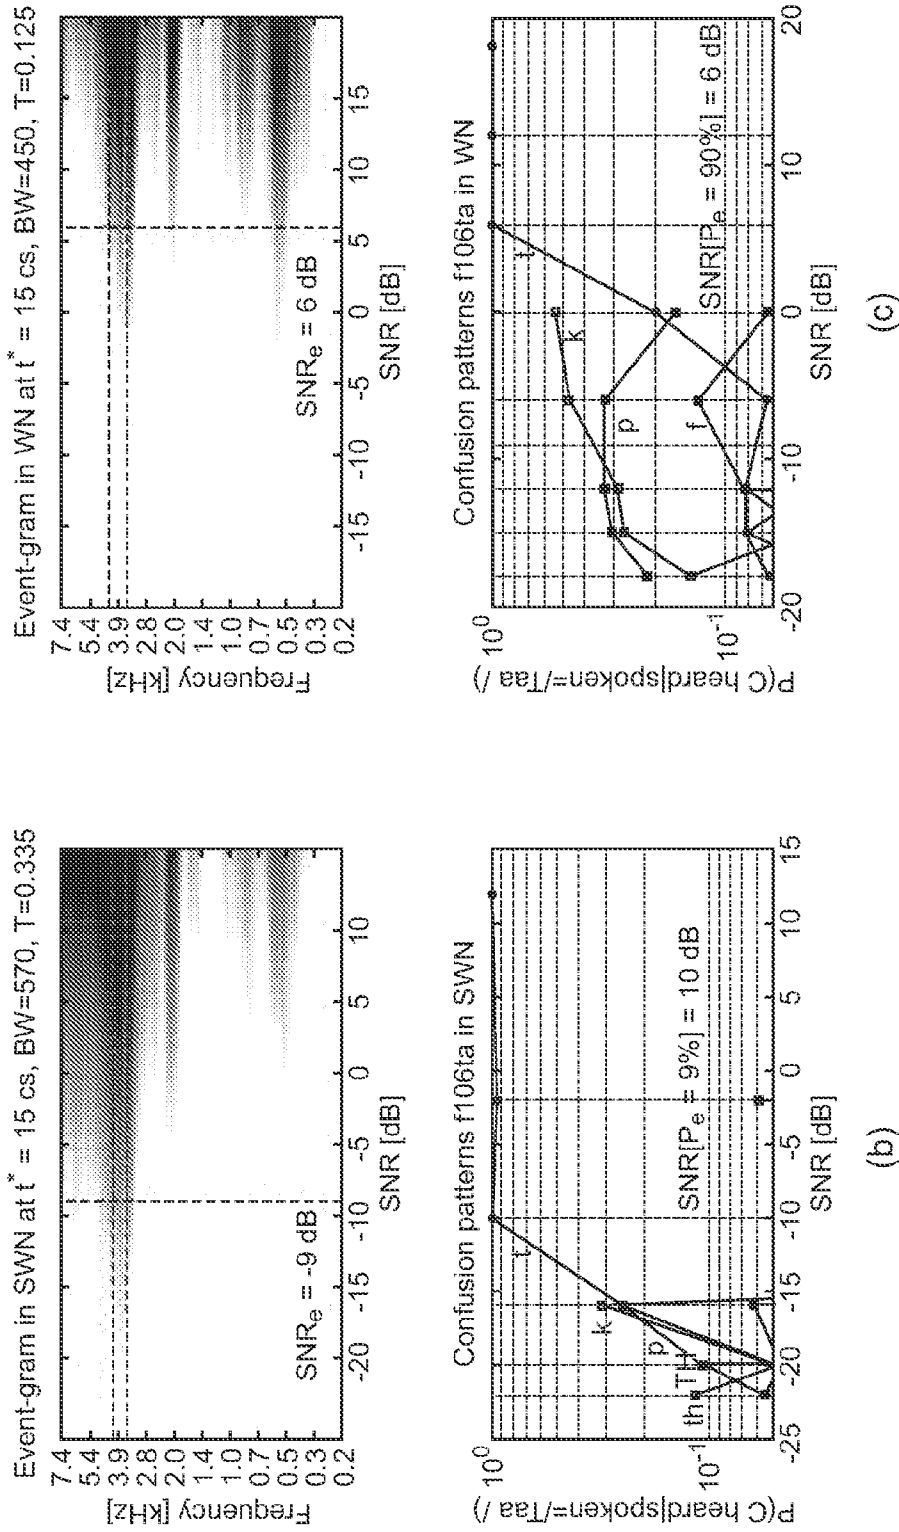 Event-gram in SWN at t* = 15 cs, BW=570, T=0.335
Frequency [kHz]
7.4
5.4
3.9
2.8
2.0
1.4
1.0
0.7
0.5
0.3
0.2
SNRe = -9 dB
-20 -15 -10 -5 0 5 10
SNR [dB]
Confusion patterns f106ta in SWN
P(C heard|spoken=/Taa /)
10^0
10^-1
th
TH
p
k
t
SNR[Pe = 9%] = 10 dB
-25 -20 -15 -10 -5 0 5 10 15
SNR [dB]
(b)
Event-gram in WN at t* = 15 cs, BW=450, T=0.125
Frequency [kHz]
7.4
5.4
3.9
2.8
2.0
1.4
1.0
0.7
0.5
0.3
0.2
SNRe = 6 dB
-15 -10 -5 0 5 10 15
SNR [dB]
Confusion patterns f106ta in WN
P(C heard|spoken=/Taa /)
10^0
10^-1
k
p
f
t
SNR[Pe = 90%] = 6 dB
-20 -10 0 10 20
SNR [dB]
(c)